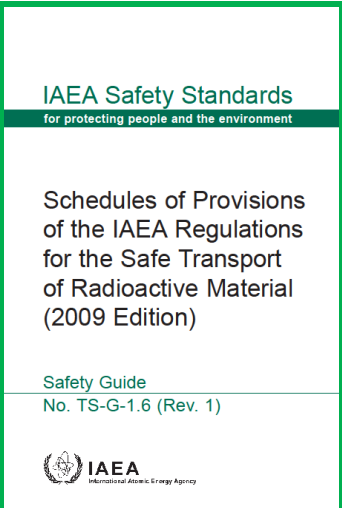 IAEA Safety Standards
for protecting people and the environment
Schedules of Provisions
of the IAEA Regulations
for the Safe Transport
of Radioactive Material
(2009 Edition)
Safety Guide
No. TS-G-1.6 (Rev. 1)
IAEA
International Atomic Energy Agency